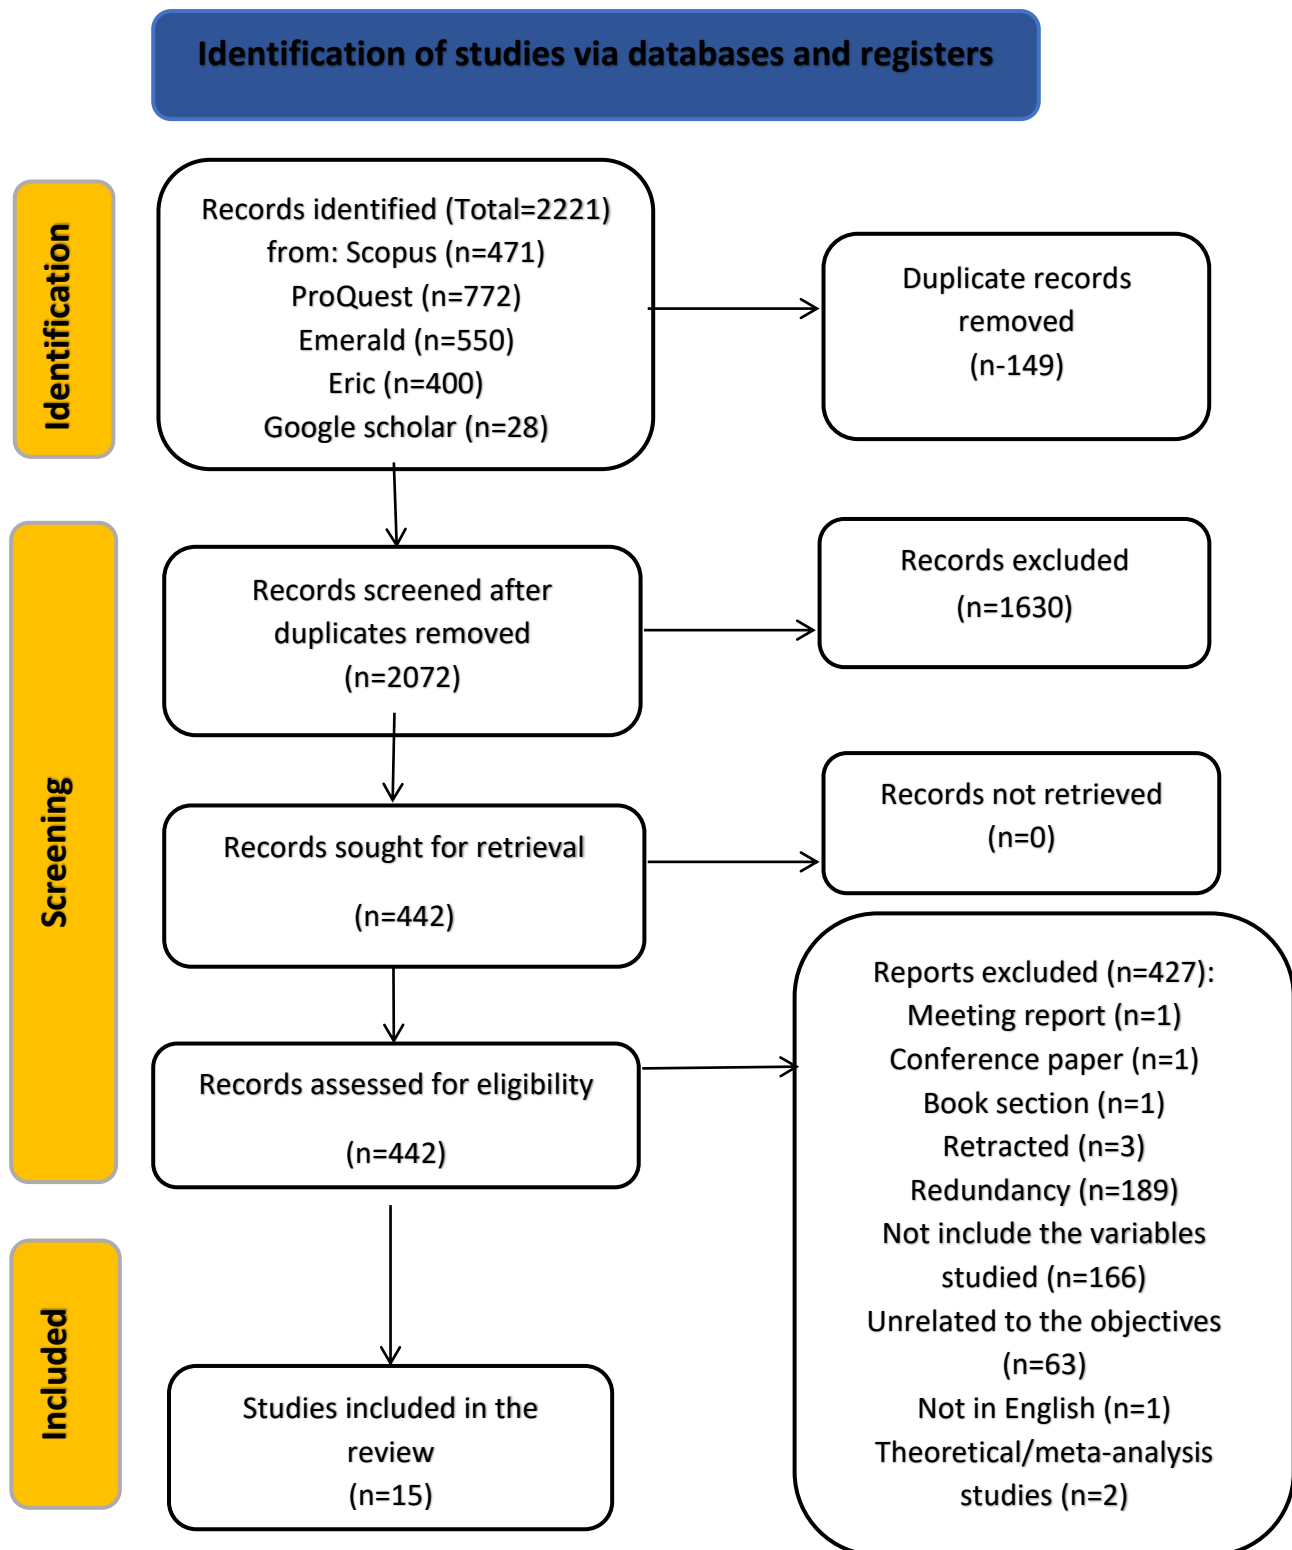 Identification of studies via databases and registers
Identification
Records identified (Total=2221)
from: Scopus (n=471)
ProQuest (n=772)
Emerald (n=550)
Eric (n=400)
Google scholar (n=28)
Duplicate records
removed
(n-149)
Screening
Records screened after
duplicates removed
(n=2072)
Records excluded
(n=1630)
Records sought for retrieval
(n=442)
Records not retrieved
(n=0)
Records assessed for eligibility
(n=442)
Reports excluded (n=427):
Meeting report (n=1)
Conference paper (n=1)
Book section (n=1)
Retracted (n=3)
Redundancy (n=189)
Not include the variables
studied (n=166)
Unrelated to the objectives
(n=63)
Not in English (n=1)
Theoretical/meta-analysis
studies (n=2)
Included
Studies included in the
review
(n=15)